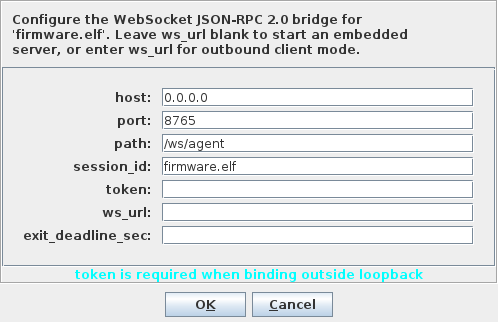 Configure the WebSocket JSON-RPC 2.0 bridge for
'firmware.elf'. Leave ws_url blank to start an embedded
server, or enter ws_url for outbound client mode.
host: 0.0.0.0
port: 8765
path: /ws/agent
session_id: firmware.elf
token:
ws_url:
exit_deadline_sec:
token is required when binding outside loopback
OK Cancel